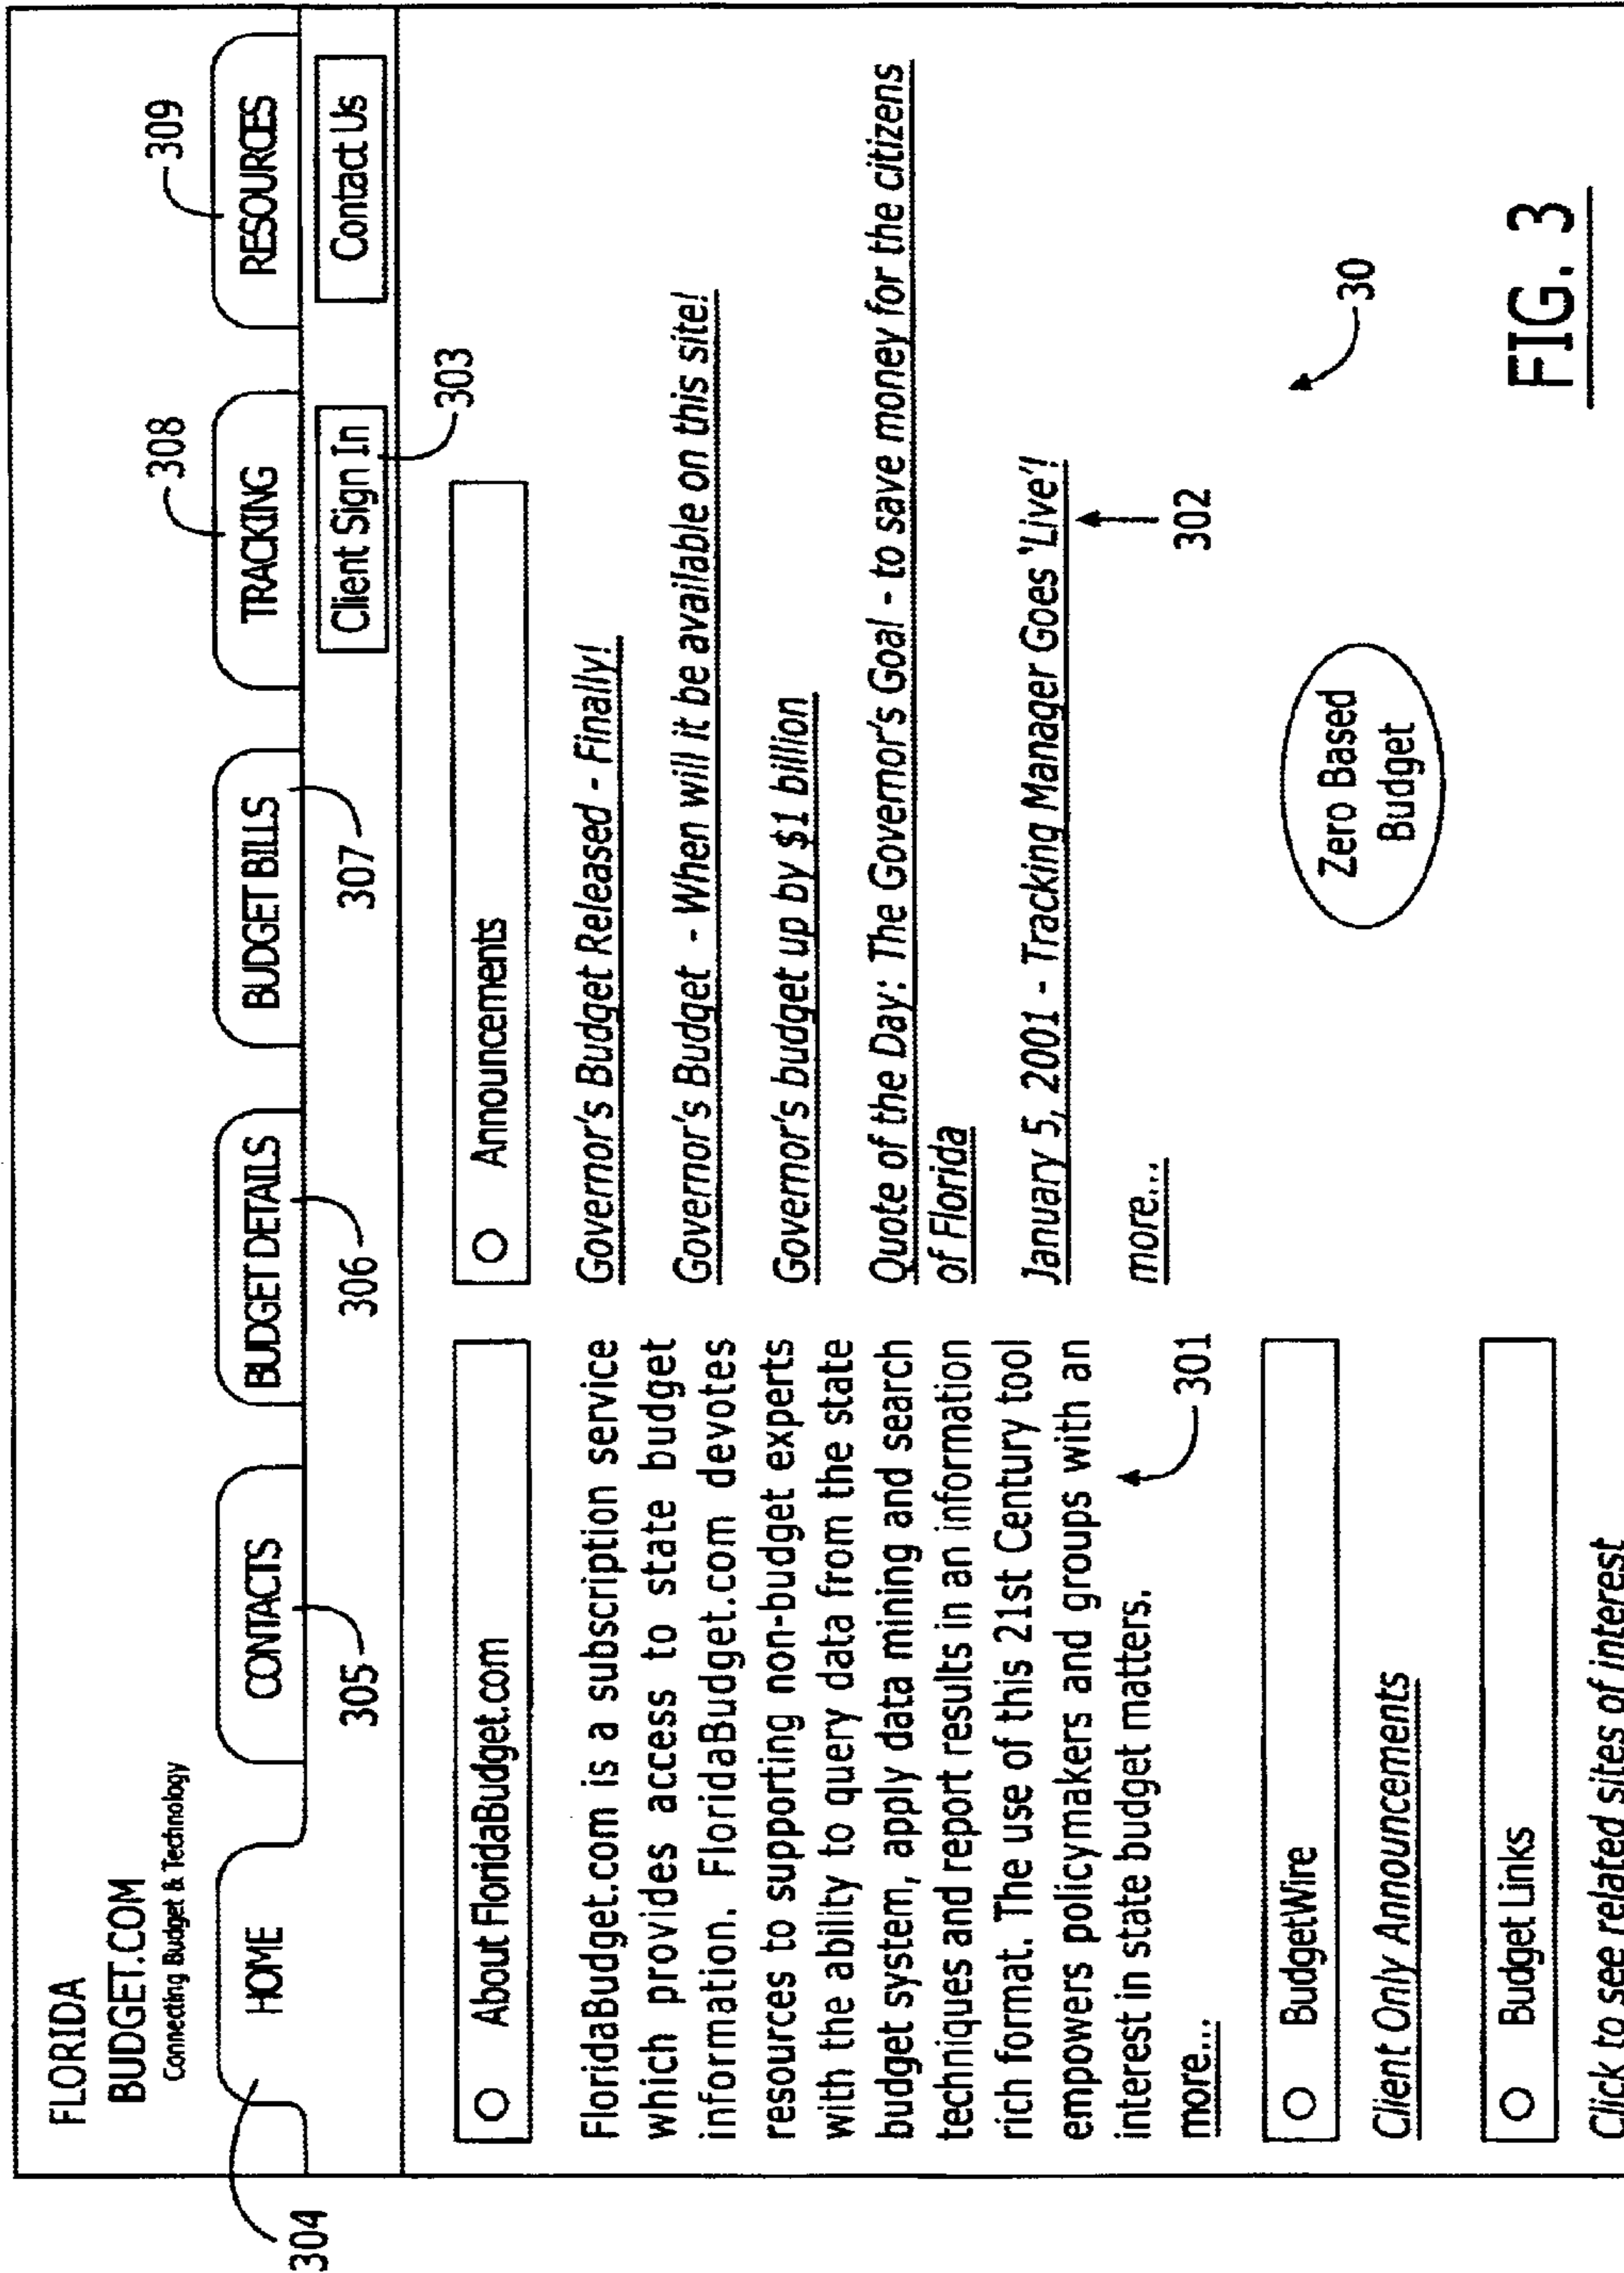 FLORIDA
BUDGET.COM
Connecting Budget & Technology
304
HOME
CONTACTS
305
BUDGET DETAILS
306
BUDGET BILLS
307
TRACKING
308
RESOURCES
309
Client Sign In
303
Contact Us
About FloridaBudget.com
FloridaBudget.com is a subscription service
which provides access to state budget
information. FloridaBudget.com devotes
resources to supporting non-budget experts
with the ability to query data from the state
budget system, apply data mining and search
techniques and report results in an information
rich format. The use of this 21st Century tool
empowers policymakers and groups with an
interest in state budget matters.
more...
301
BudgetWire
Client Only Announcements
Budget Links
Click to see related sites of interest
Announcements
Governor's Budget Released - Finally!
Governor's Budget - When will it be available on this site!
Governor's budget up by $1 billion
Quote of the Day: The Governor's Goal - to save money for the citizens
of Florida
January 5, 2001 - Tracking Manager Goes 'Live'!
302
more...
Zero Based
Budget
30
FIG. 3